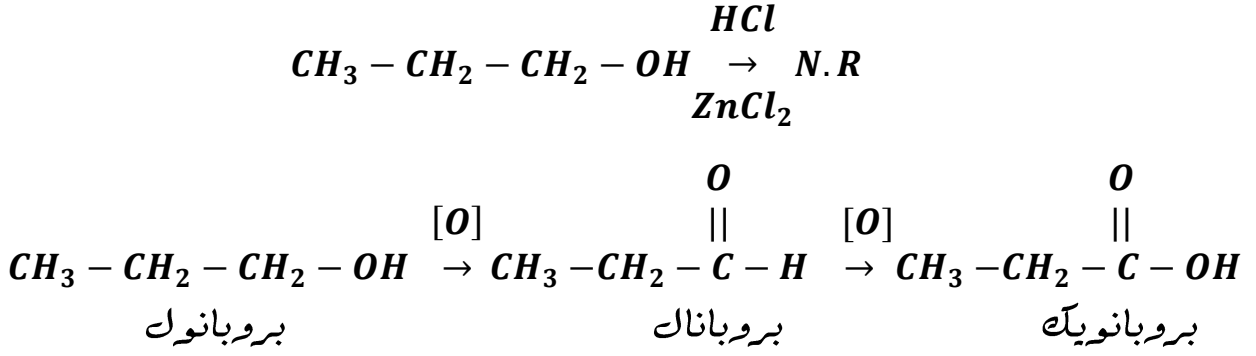 HCl
CH₃ − CH₂ − CH₂ − OH → N.R
ZnCl₂
O O
[O] || [O] ||
CH₃ − CH₂ − CH₂ − OH → CH₃ −CH₂ − C − H → CH₃ −CH₂ − C − OH
بروبانول بروبانال بروبانويك